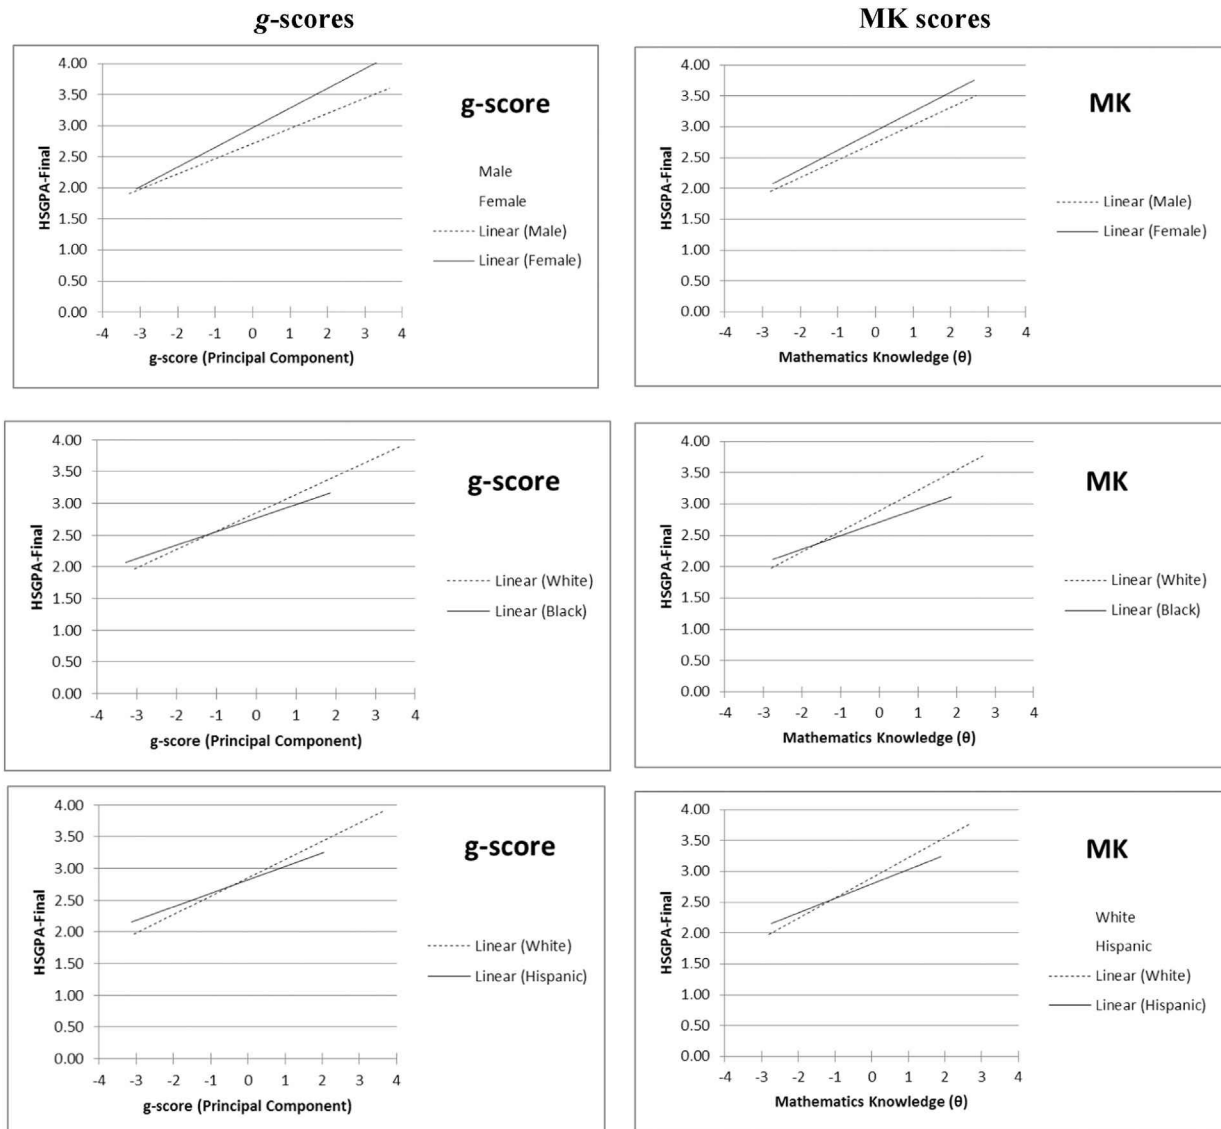 g-scores
MK scores
4.00
3.50
3.00
2.50
2.00
1.50
1.00
0.50
0.00
HSGPA-Final
-4 -3 -2 -1 0 1 2 3 4
g-score (Principal Component)
g-score
Male
Female
Linear (Male)
Linear (Female)
4.00
3.50
3.00
2.50
2.00
1.50
1.00
0.50
0.00
HSGPA-Final
-4 -3 -2 -1 0 1 2 3 4
Mathematics Knowledge (θ)
MK
Linear (Male)
Linear (Female)
4.00
3.50
3.00
2.50
2.00
1.50
1.00
0.50
0.00
HSGPA-Final
-4 -3 -2 -1 0 1 2 3 4
g-score (Principal Component)
g-score
Linear (White)
Linear (Black)
4.00
3.50
3.00
2.50
2.00
1.50
1.00
0.50
0.00
HSGPA-Final
-4 -3 -2 -1 0 1 2 3 4
Mathematics Knowledge (θ)
MK
Linear (White)
Linear (Black)
4.00
3.50
3.00
2.50
2.00
1.50
1.00
0.50
0.00
HSGPA-Final
-4 -3 -2 -1 0 1 2 3 4
g-score (Principal Component)
g-score
Linear (White)
Linear (Hispanic)
4.00
3.50
3.00
2.50
2.00
1.50
1.00
0.50
0.00
HSGPA-Final
-4 -3 -2 -1 0 1 2 3 4
Mathematics Knowledge (θ)
MK
White
Hispanic
Linear (White)
Linear (Hispanic)